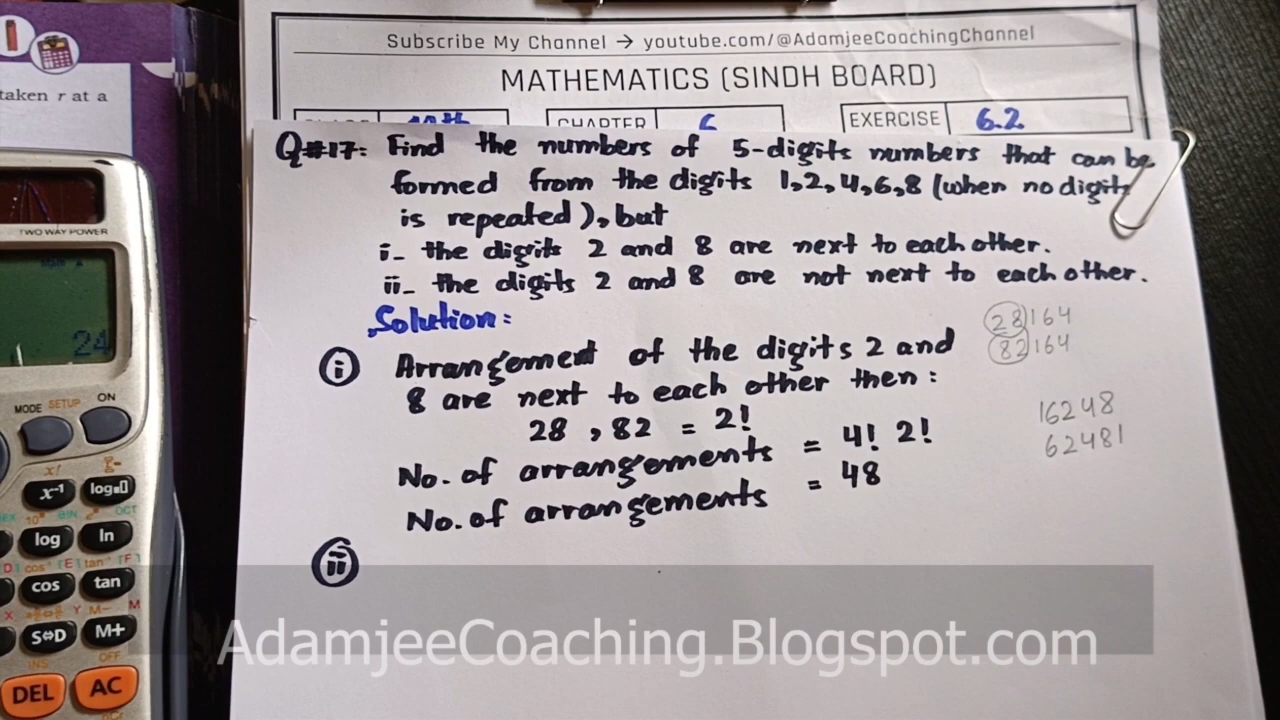 taken r at a
Subscribe My Channel → youtube.com/@AdamjeeCoachingChannel
MATHEMATICS (SINDH BOARD)
CHAPTER 6
EXERCISE 6.2
Q#17: Find the numbers of 5-digits numbers that can be
formed from the digits 1,2,4,6,8 (when no digit
is repeated), but
i- the digits 2 and 8 are next to each other.
ii- the digits 2 and 8 are not next to each other.
Solution:
(i) Arrangement of the digits 2 and
8 are next to each other then:
28 , 82 = 2!
No. of arrangements = 4! 2!
No. of arrangements = 48
(ii)
28164
82164
16248
62481
AdamjeeCoaching.Blogspot.com
TWO WAY POWER
24
MODE SETUP ON
x!
x⁻¹ log
log ln
cos tan
S⇔D M+
DEL AC